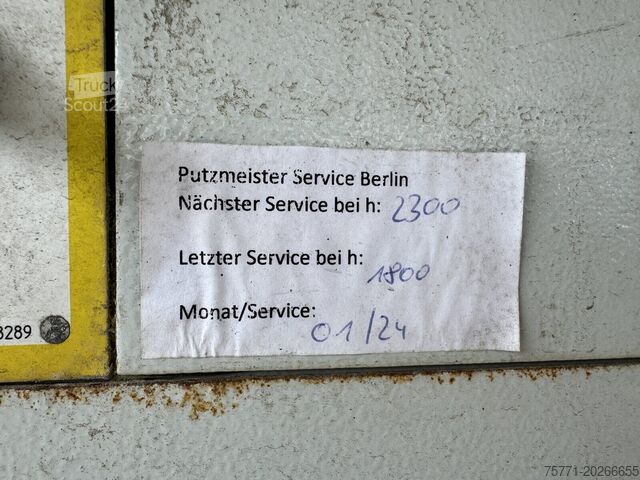 Truck
Scout24
Putzmeister Service Berlin
Nächster Service bei h: 2300
Letzter Service bei h:
1800
Monat/Service:
01/24
3289
75771-20266655